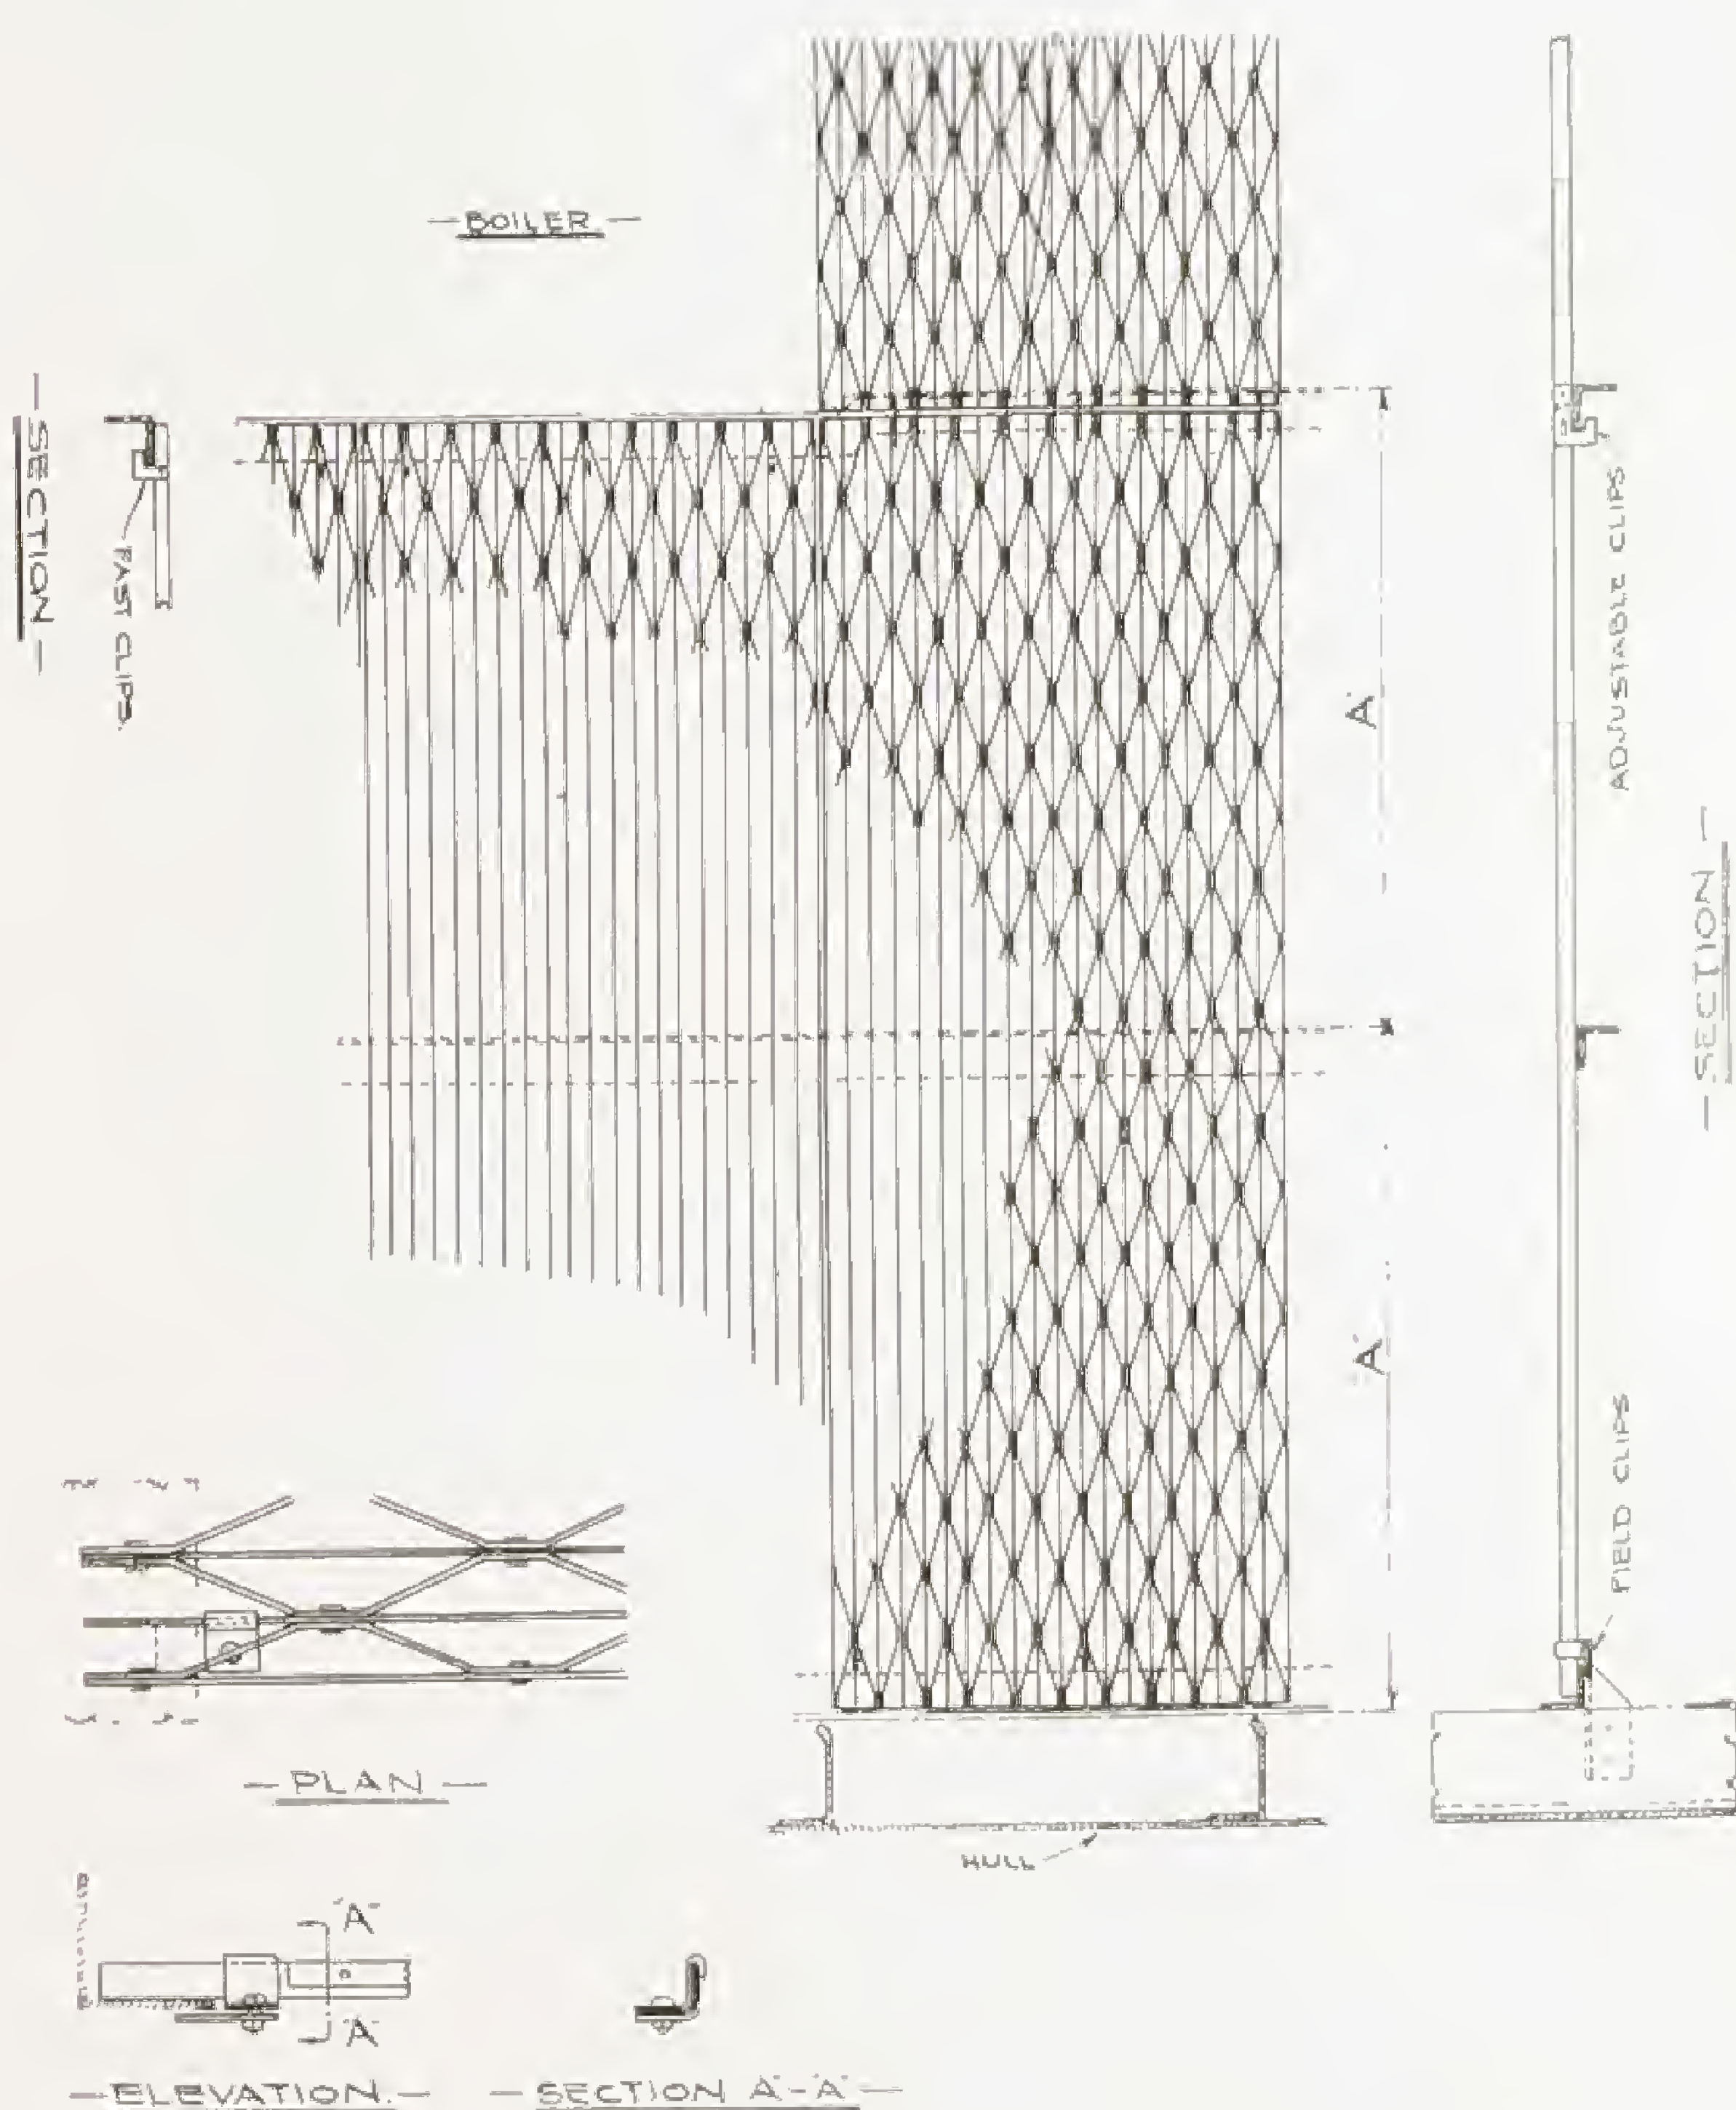 — BOILER —
— SECTION —
FAST CLIPS.
"A"
ADJUSTABLE CLIPS
— SECTION —
"A"
FIELD CLIPS
— PLAN —
HULL
"A"
"A"
— ELEVATION. —
— SECTION "A"-"A" —